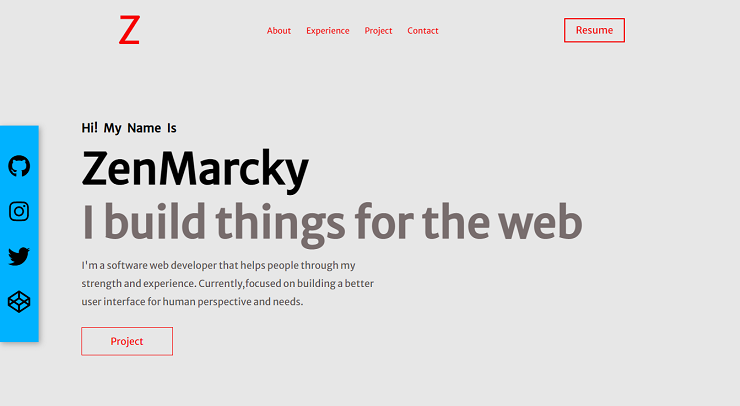 Z
About Experience Project Contact
Resume
Hi! My Name Is
ZenMarcky
I build things for the web
I'm a software web developer that helps people through my
strength and experience. Currently,focused on building a better
user interface for human perspective and needs.
Project